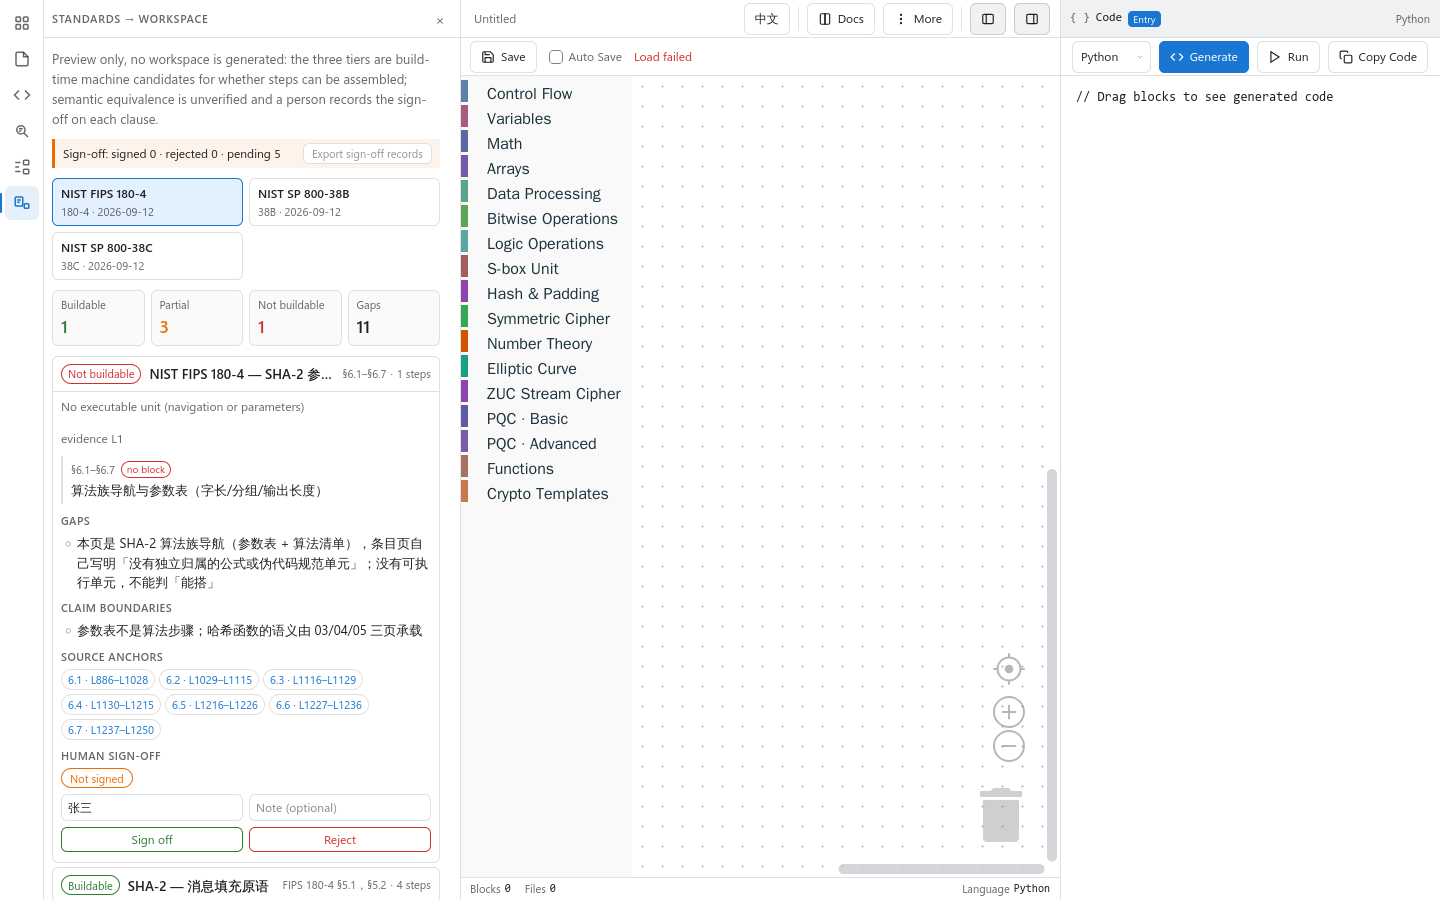 STANDARDS → WORKSPACE
×
Preview only, no workspace is generated: the three tiers are build-
time machine candidates for whether steps can be assembled;
semantic equivalence is unverified and a person records the sign-
off on each clause.
Sign-off: signed 0 · rejected 0 · pending 5
Export sign-off records
NIST FIPS 180-4
180-4 · 2026-09-12
NIST SP 800-38B
38B · 2026-09-12
NIST SP 800-38C
38C · 2026-09-12
Buildable
1
Partial
3
Not buildable
1
Gaps
11
Not buildable
NIST FIPS 180-4 — SHA-2 参...
§6.1–§6.7 · 1 steps
No executable unit (navigation or parameters)
evidence L1
§6.1–§6.7
no block
算法族导航与参数表（字长/分组/输出长度）
GAPS
本页是 SHA-2 算法族导航（参数表 + 算法清单），条目页自
己写明「没有独立归属的公式或伪代码规范单元」；没有可执
行单元，不能判「能搭」
CLAIM BOUNDARIES
参数表不是算法步骤；哈希函数的语义由 03/04/05 三页承载
SOURCE ANCHORS
6.1 · L886–L1028
6.2 · L1029–L1115
6.3 · L1116–L1129
6.4 · L1130–L1215
6.5 · L1216–L1226
6.6 · L1227–L1236
6.7 · L1237–L1250
HUMAN SIGN-OFF
Not signed
张三
Note (optional)
Sign off
Reject
Buildable
SHA-2 — 消息填充原语
FIPS 180-4 §5.1，§5.2 · 4 steps
Untitled
中文
Docs
More
Save
Auto Save
Load failed
Control Flow
Variables
Math
Arrays
Data Processing
Bitwise Operations
Logic Operations
S-box Unit
Hash & Padding
Symmetric Cipher
Number Theory
Elliptic Curve
ZUC Stream Cipher
PQC · Basic
PQC · Advanced
Functions
Crypto Templates
Blocks 0
Files 0
Language Python
{ } Code
Entry
Python
Python
Generate
Run
Copy Code
// Drag blocks to see generated code